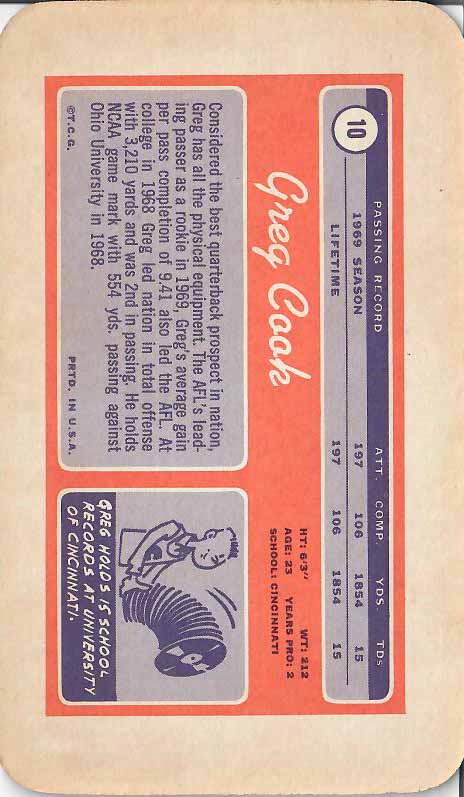 10
PASSING RECORD ATT. COMP. YDS. TDs
1969 SEASON 197 106 1854 15
LIFETIME 197 106 1854 15
Greg Cook
HT: 6'3" WT: 212
AGE: 23 YEARS PRO: 2
SCHOOL: CINCINNATI
Considered the best quarterback prospect in nation,
Greg has all the physical equipment. The AFL's lead-
ing passer as a rookie in 1969, Greg's average gain
per pass completion of 9.41 also led the AFL. At
college in 1968 Greg led nation in total offense
with 3,210 yards and was 2nd in passing. He holds
NCAA game mark with 554 yds. passing against
Ohio University in 1968.
©T.C.G. PRTD. IN U.S.A.
GREG HOLDS 15 SCHOOL
RECORDS AT UNIVERSITY
OF CINCINNATI.